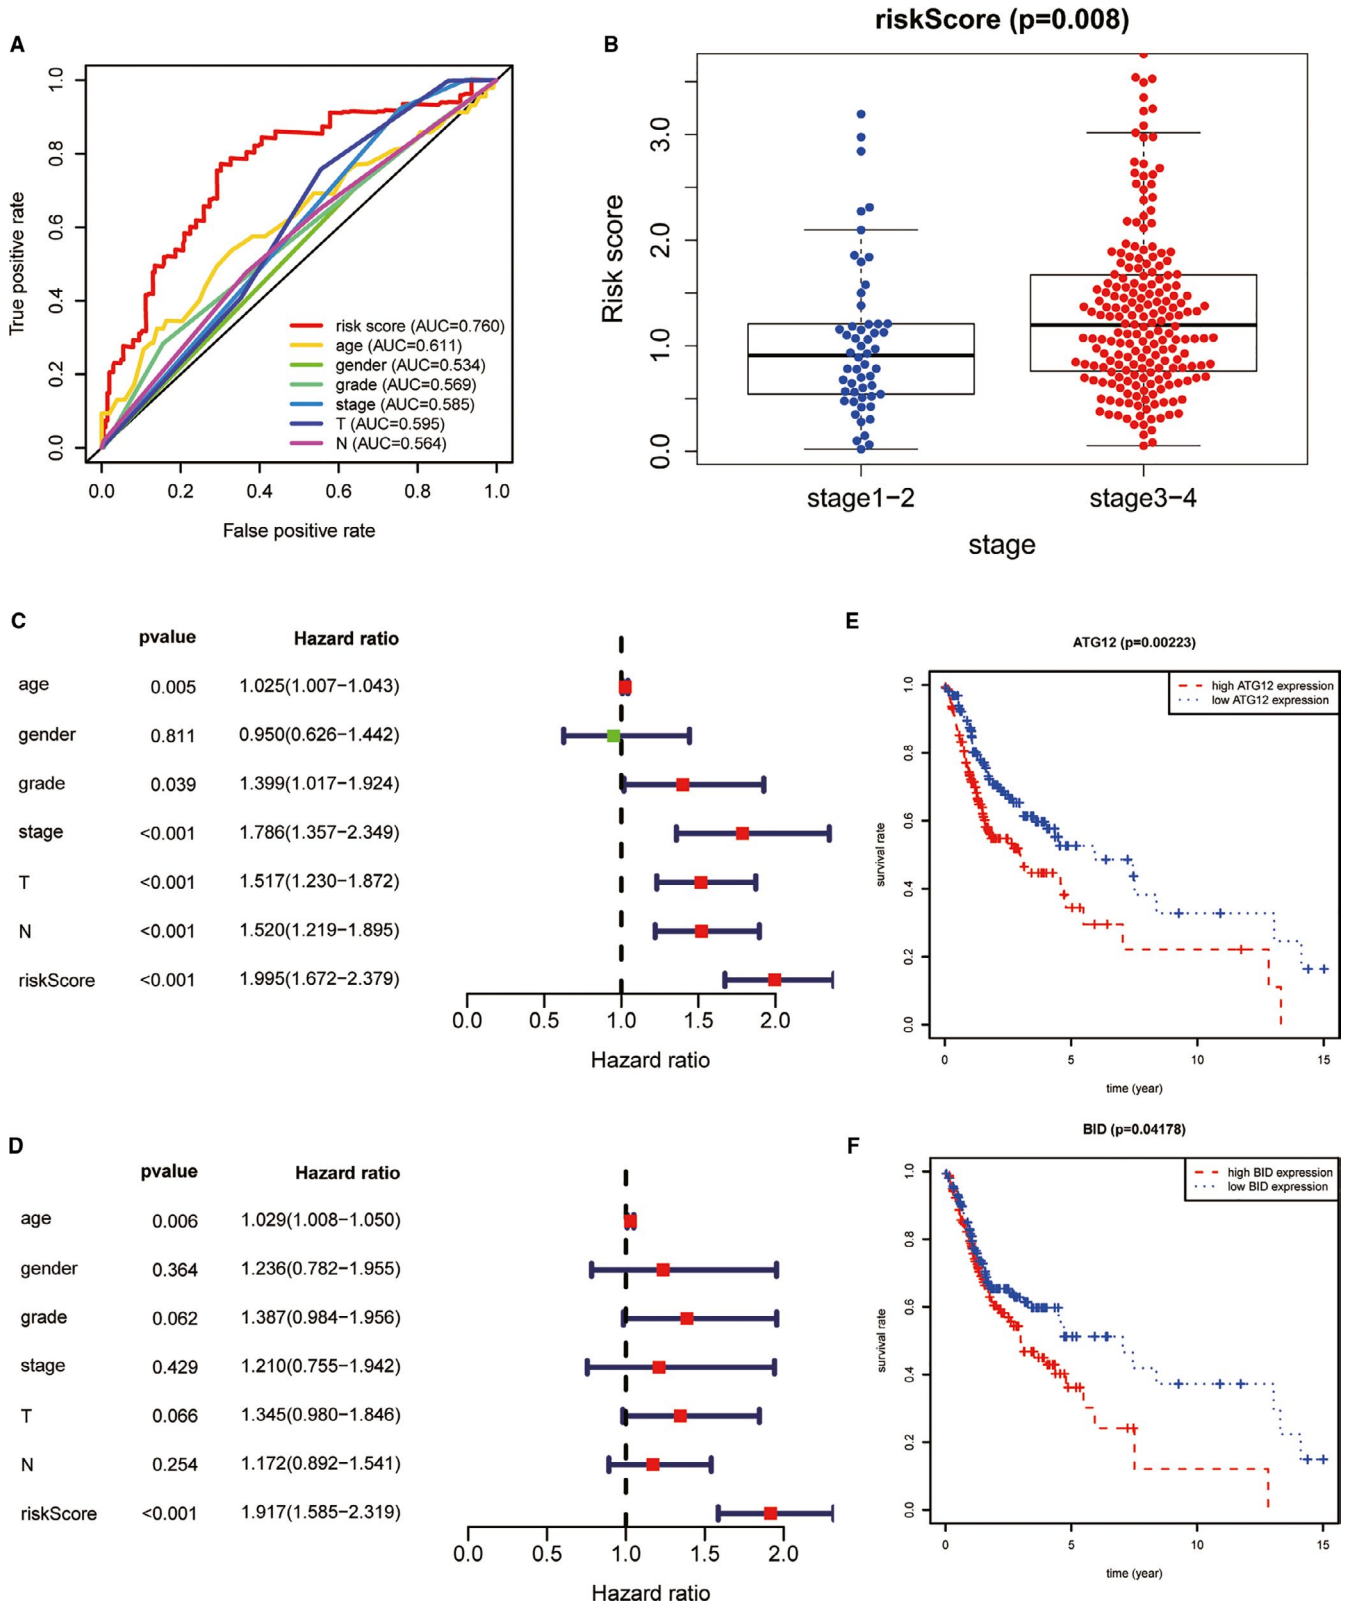 A
True positive rate
0.0 0.2 0.4 0.6 0.8 1.0
risk score (AUC=0.760)
age (AUC=0.611)
gender (AUC=0.534)
grade (AUC=0.569)
stage (AUC=0.585)
T (AUC=0.595)
N (AUC=0.564)
0.0 0.2 0.4 0.6 0.8 1.0
False positive rate
B
riskScore (p=0.008)
Risk score
0.0 1.0 2.0 3.0
stage1−2 stage3−4
stage
C
pvalue Hazard ratio
age 0.005 1.025(1.007−1.043)
gender 0.811 0.950(0.626−1.442)
grade 0.039 1.399(1.017−1.924)
stage <0.001 1.786(1.357−2.349)
T <0.001 1.517(1.230−1.872)
N <0.001 1.520(1.219−1.895)
riskScore <0.001 1.995(1.672−2.379)
0.0 0.5 1.0 1.5 2.0
Hazard ratio
E
ATG12 (p=0.00223)
high ATG12 expression
low ATG12 expression
survival rate
0.0 0.2 0.4 0.6 0.8 1.0
0 5 10 15
time (year)
D
pvalue Hazard ratio
age 0.006 1.029(1.008−1.050)
gender 0.364 1.236(0.782−1.955)
grade 0.062 1.387(0.984−1.956)
stage 0.429 1.210(0.755−1.942)
T 0.066 1.345(0.980−1.846)
N 0.254 1.172(0.892−1.541)
riskScore <0.001 1.917(1.585−2.319)
0.0 0.5 1.0 1.5 2.0
Hazard ratio
F
BID (p=0.04178)
high BID expression
low BID expression
survival rate
0.0 0.2 0.4 0.6 0.8 1.0
0 5 10 15
time (year)